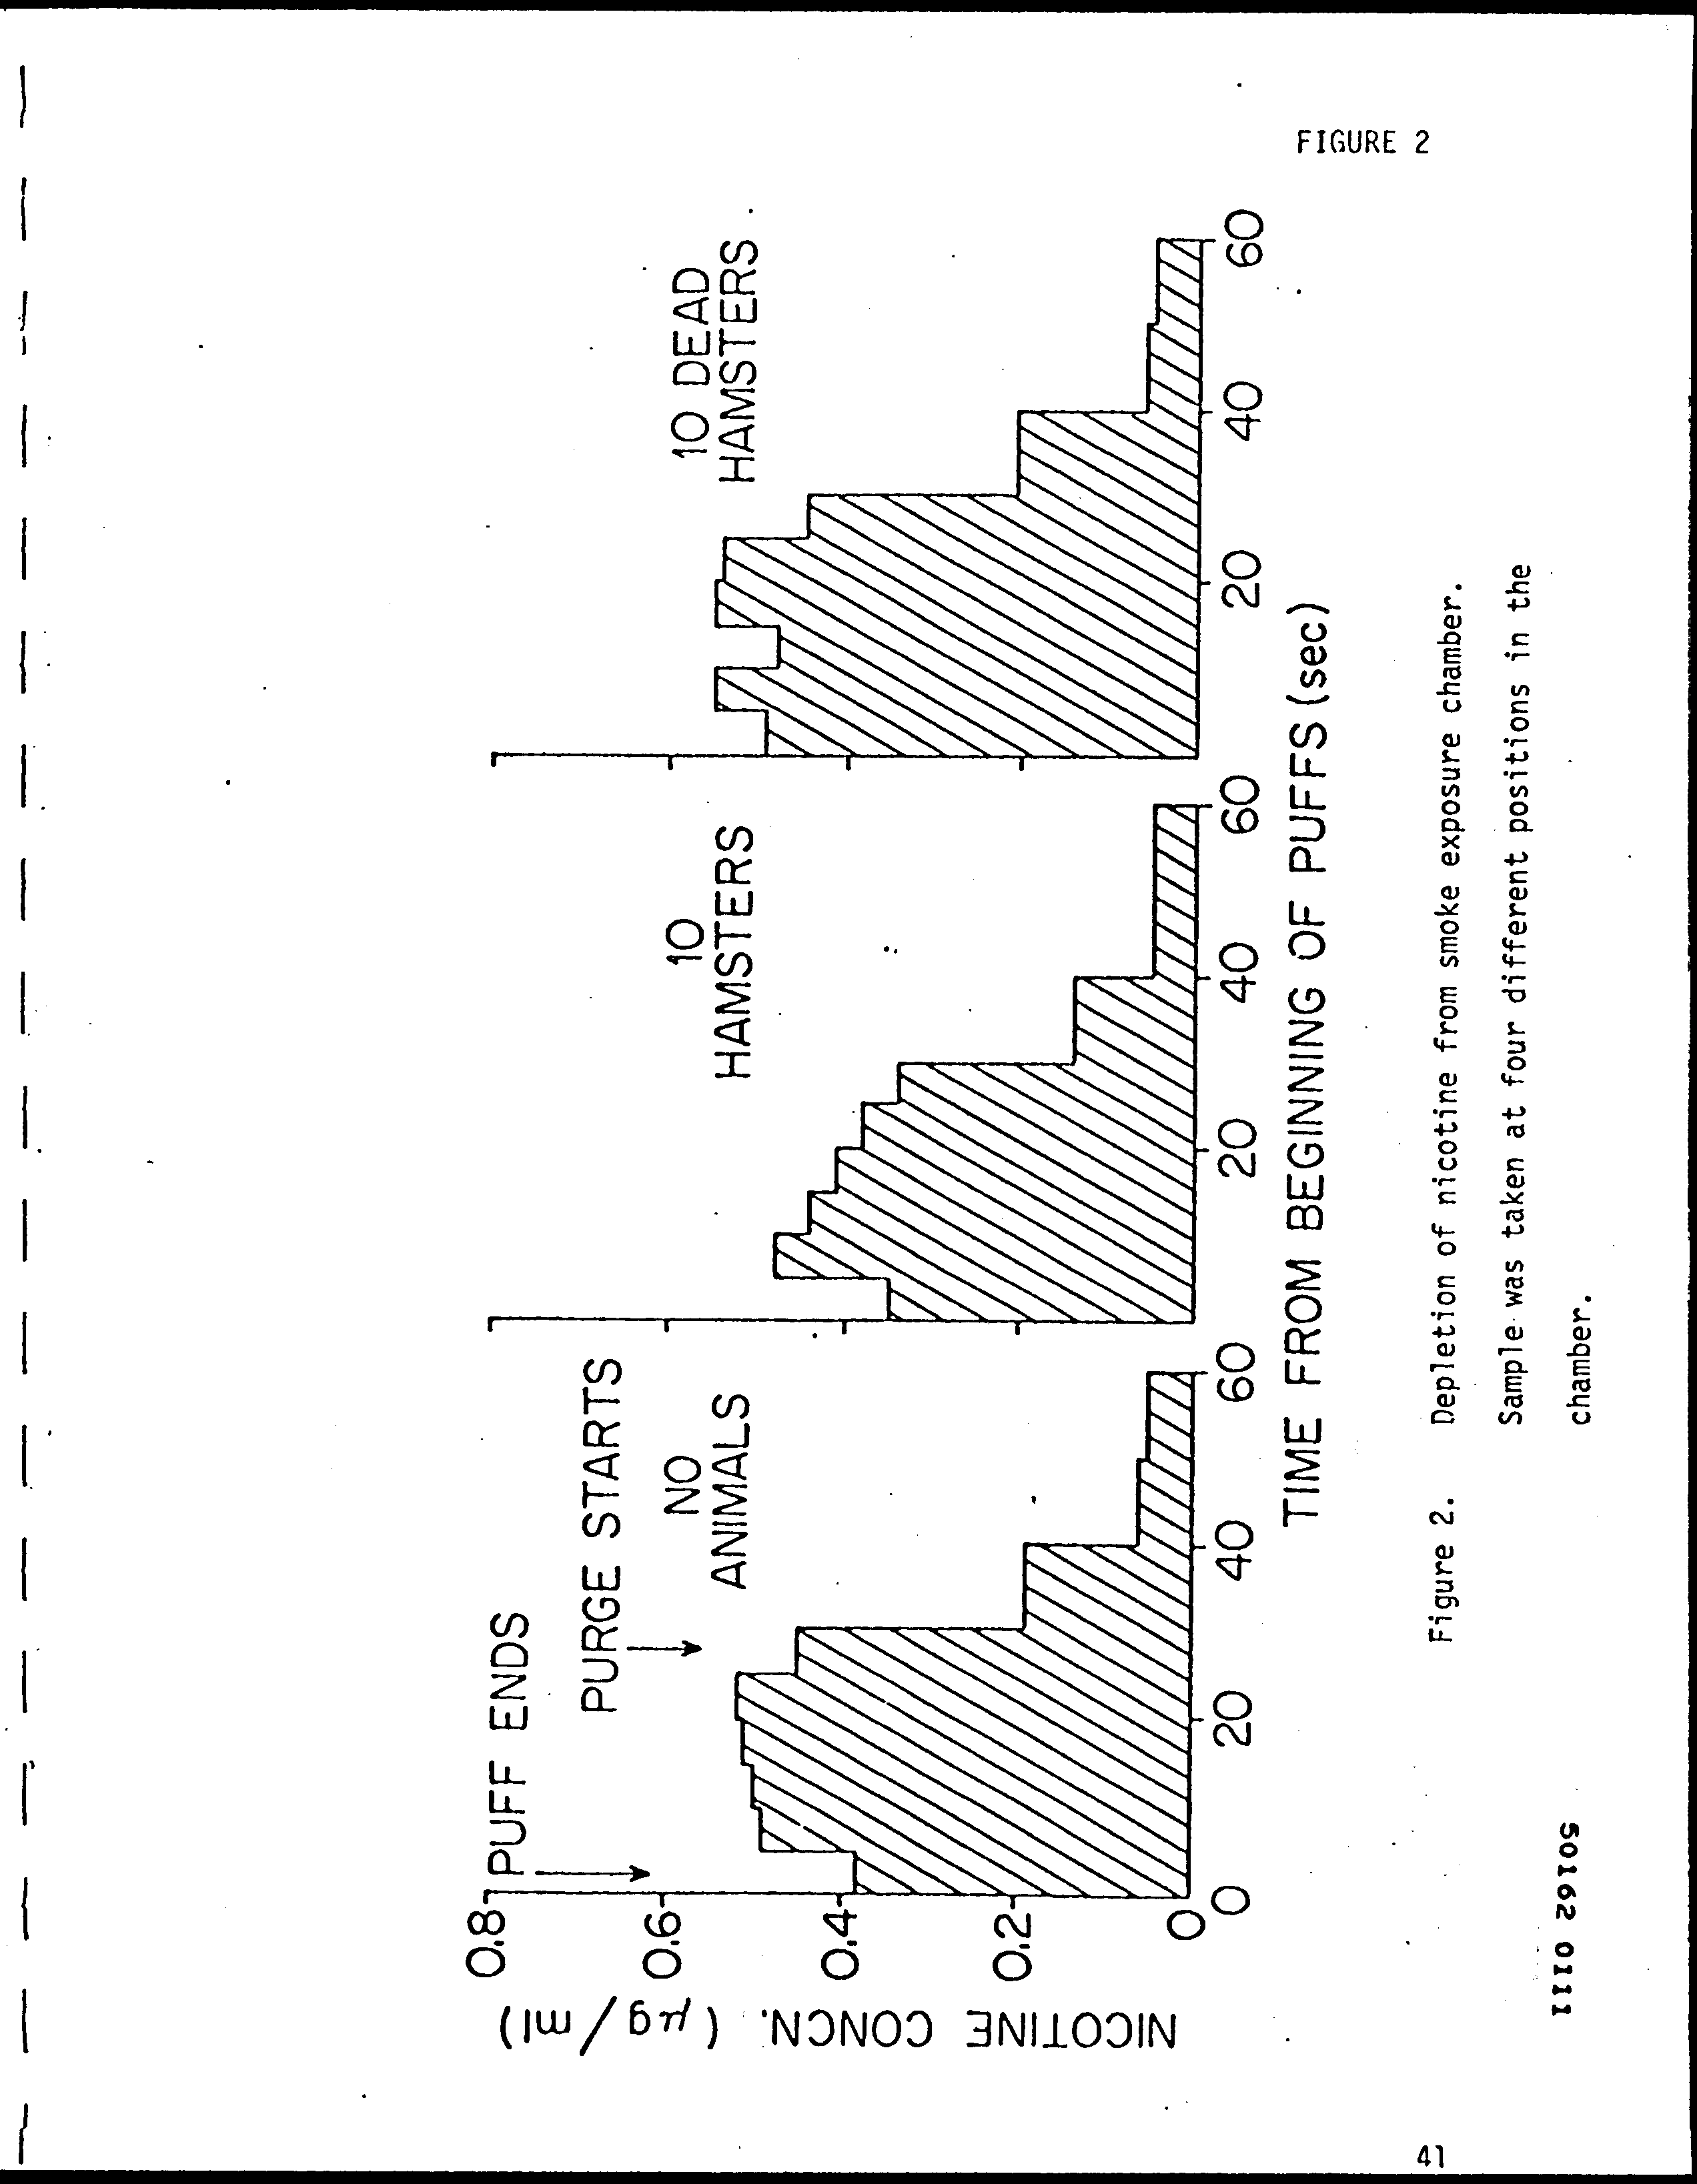 FIGURE 2
NICOTINE CONCN. (μg/ml)
0.8
0.6
0.4
0.2
0
PUFF ENDS
PURGE STARTS
NO
ANIMALS
10
HAMSTERS
10 DEAD
HAMSTERS
0 20 40 60 20 40 60 20 40 60
TIME FROM BEGINNING OF PUFFS (sec)
Figure 2. Depletion of nicotine from smoke exposure chamber.
Sample was taken at four different positions in the
chamber.
50162 0111
41